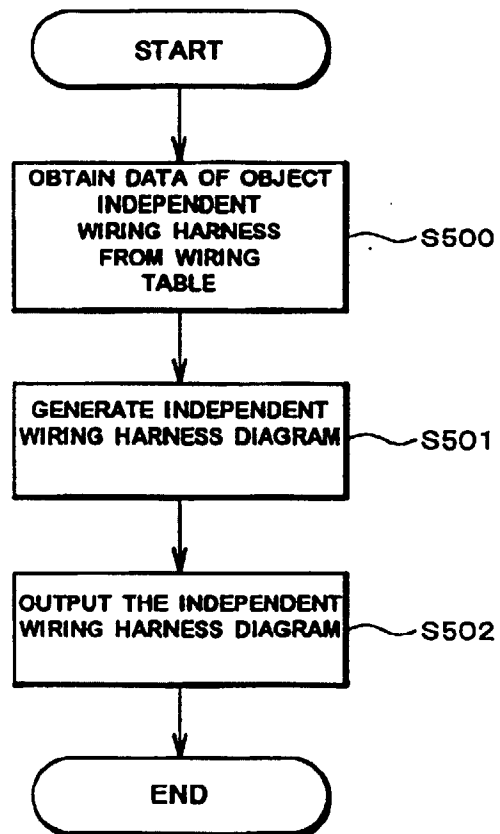 START
OBTAIN DATA OF OBJECT
INDEPENDENT
WIRING HARNESS
FROM WIRING
TABLE
S500
GENERATE INDEPENDENT
WIRING HARNESS DIAGRAM
S501
OUTPUT THE INDEPENDENT
WIRING HARNESS DIAGRAM
S502
END